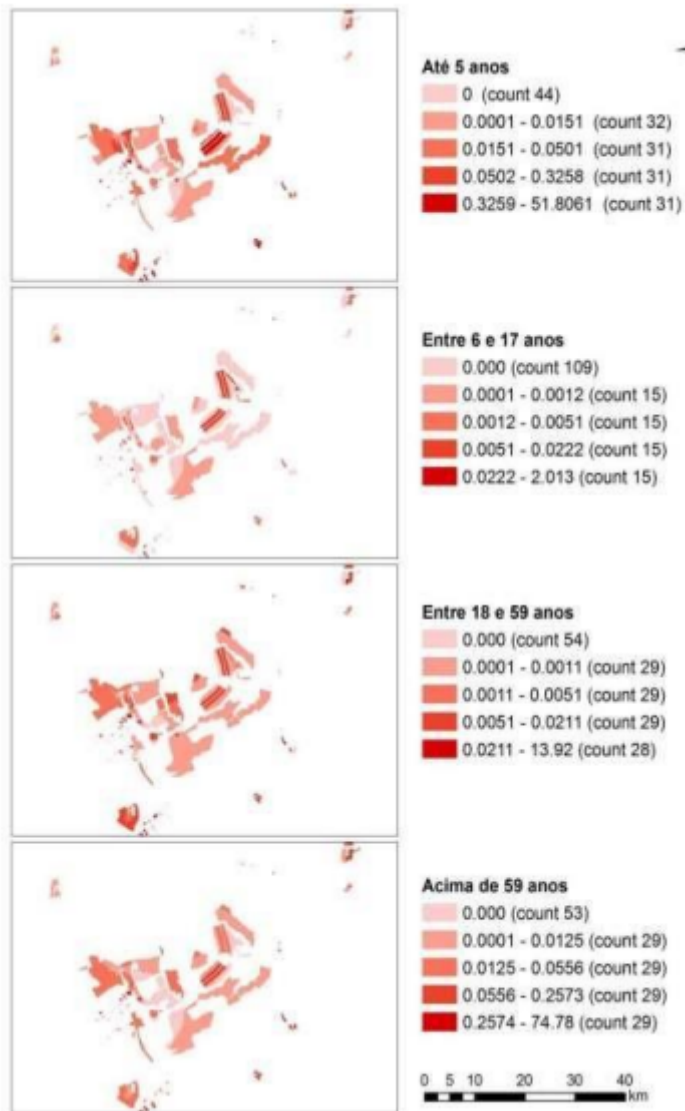 Até 5 anos
0 (count 44)
0.0001 - 0.0151 (count 32)
0.0151 - 0.0501 (count 31)
0.0502 - 0.3258 (count 31)
0.3259 - 51.8061 (count 31)
Entre 6 e 17 anos
0.000 (count 109)
0.0001 - 0.0012 (count 15)
0.0012 - 0.0051 (count 15)
0.0051 - 0.0222 (count 15)
0.0222 - 2.013 (count 15)
Entre 18 e 59 anos
0.000 (count 54)
0.0001 - 0.0011 (count 29)
0.0011 - 0.0051 (count 29)
0.0051 - 0.0211 (count 29)
0.0211 - 13.92 (count 28)
Acima de 59 anos
0.000 (count 53)
0.0001 - 0.0125 (count 29)
0.0125 - 0.0556 (count 29)
0.0556 - 0.2573 (count 29)
0.2574 - 74.78 (count 29)
0 5 10 20 30 40
km